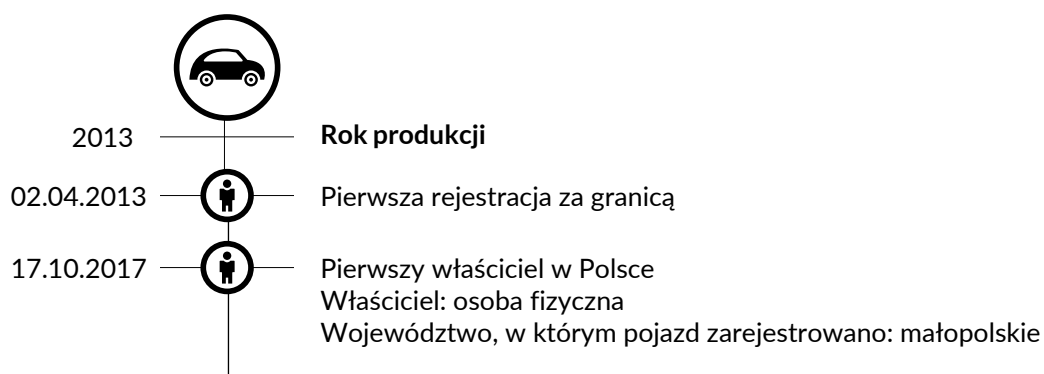 2013 Rok produkcji
02.04.2013 Pierwsza rejestracja za granicą
17.10.2017 Pierwszy właściciel w Polsce
Właściciel: osoba fizyczna
Województwo, w którym pojazd zarejestrowano: małopolskie